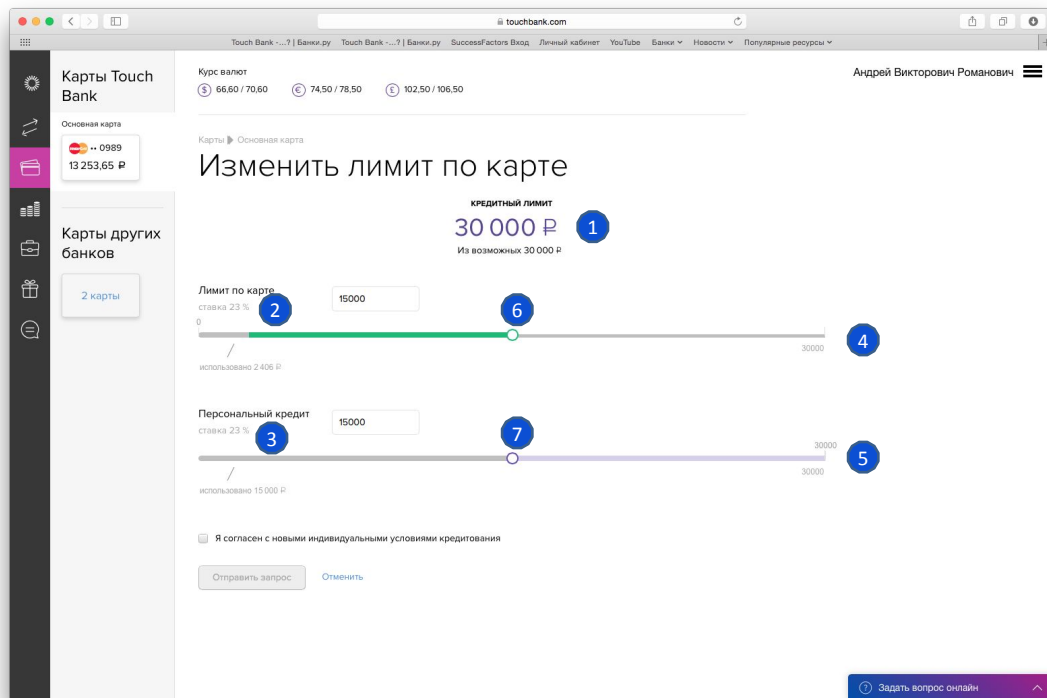 touchbank.com
Touch Bank -...? | Банки.ру Touch Bank -...? | Банки.ру SuccessFactors Вход Личный кабинет YouTube Банки Новости Популярные ресурсы
Карты Touch
Bank
Основная карта
•• 0989
13 253,65 ₽
Карты других
банков
2 карты
Курс валют
$ 66,60 / 70,60 € 74,50 / 78,50 £ 102,50 / 106,50
Андрей Викторович Романович
Карты Основная карта
Изменить лимит по карте
КРЕДИТНЫЙ ЛИМИТ
30 000 ₽ 1
Из возможных 30 000 ₽
Лимит по карте 15000
ставка 23 % 2 6
0
4
30000
использовано 2 406 ₽
Персональный кредит 15000
ставка 23 % 3 7
30000
5
30000
использовано 15 000 ₽
Я согласен с новыми индивидуальными условиями кредитования
Отправить запрос Отменить
? Задать вопрос онлайн